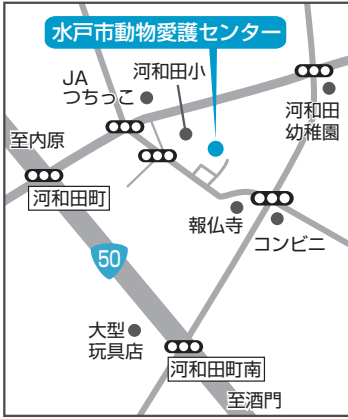 水戸市動物愛護センター
JA
つちっこ
河和田小
河和田
幼稚園
至内原
河和田町
報仏寺
コンビニ
50
大型
玩具店
河和田町南
至酒門